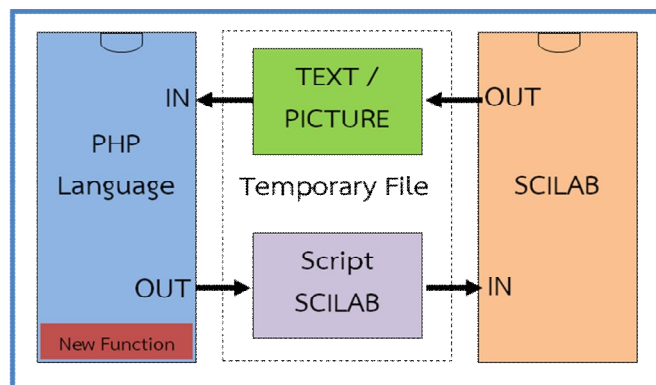 IN
PHP
Language
OUT
New Function
TEXT /
PICTURE
Temporary File
Script
SCILAB
OUT
SCILAB
IN